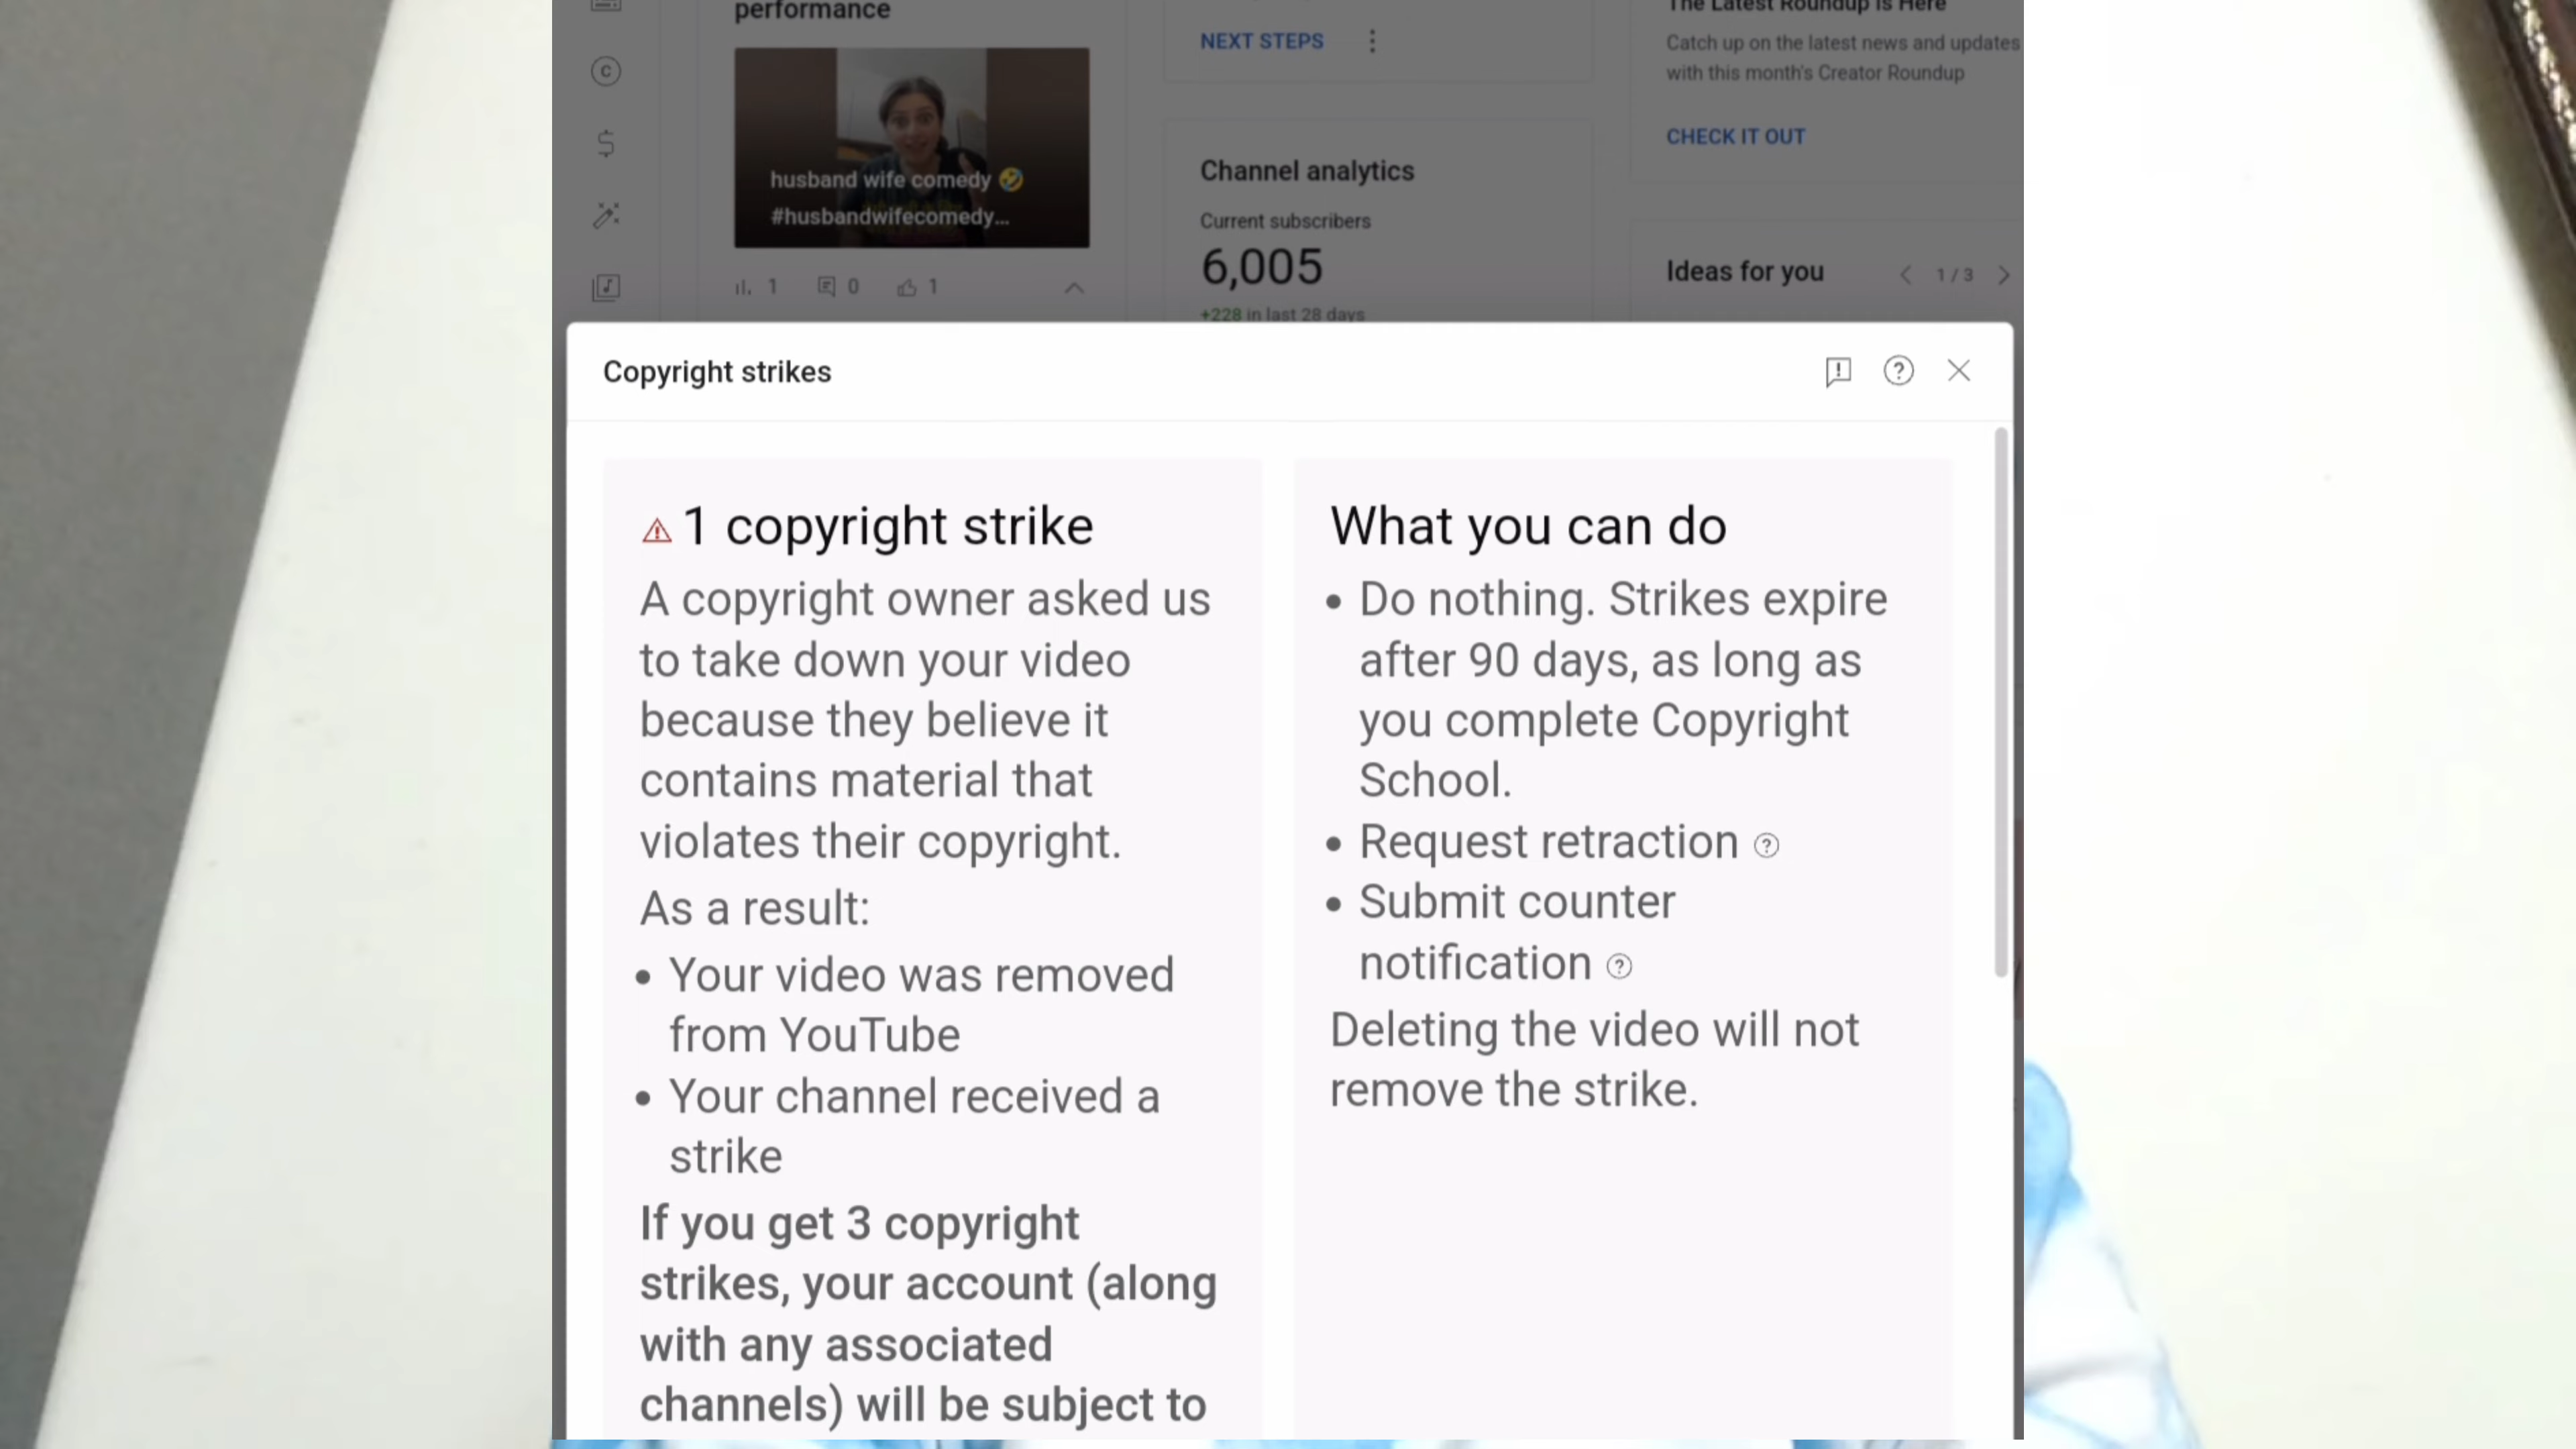 performance
husband wife comedy 🤣
#husbandwifecomedy...
1 0 1
NEXT STEPS
Channel analytics
Current subscribers
6,005
+228 in last 28 days
The Latest Roundup Is Here
Catch up on the latest news and updates
with this month's Creator Roundup
CHECK IT OUT
Ideas for you 1 / 3
Copyright strikes
1 copyright strike
A copyright owner asked us
to take down your video
because they believe it
contains material that
violates their copyright.
As a result:
• Your video was removed
from YouTube
• Your channel received a
strike
If you get 3 copyright
strikes, your account (along
with any associated
channels) will be subject to
What you can do
• Do nothing. Strikes expire
after 90 days, as long as
you complete Copyright
School.
• Request retraction
• Submit counter
notification
Deleting the video will not
remove the strike.